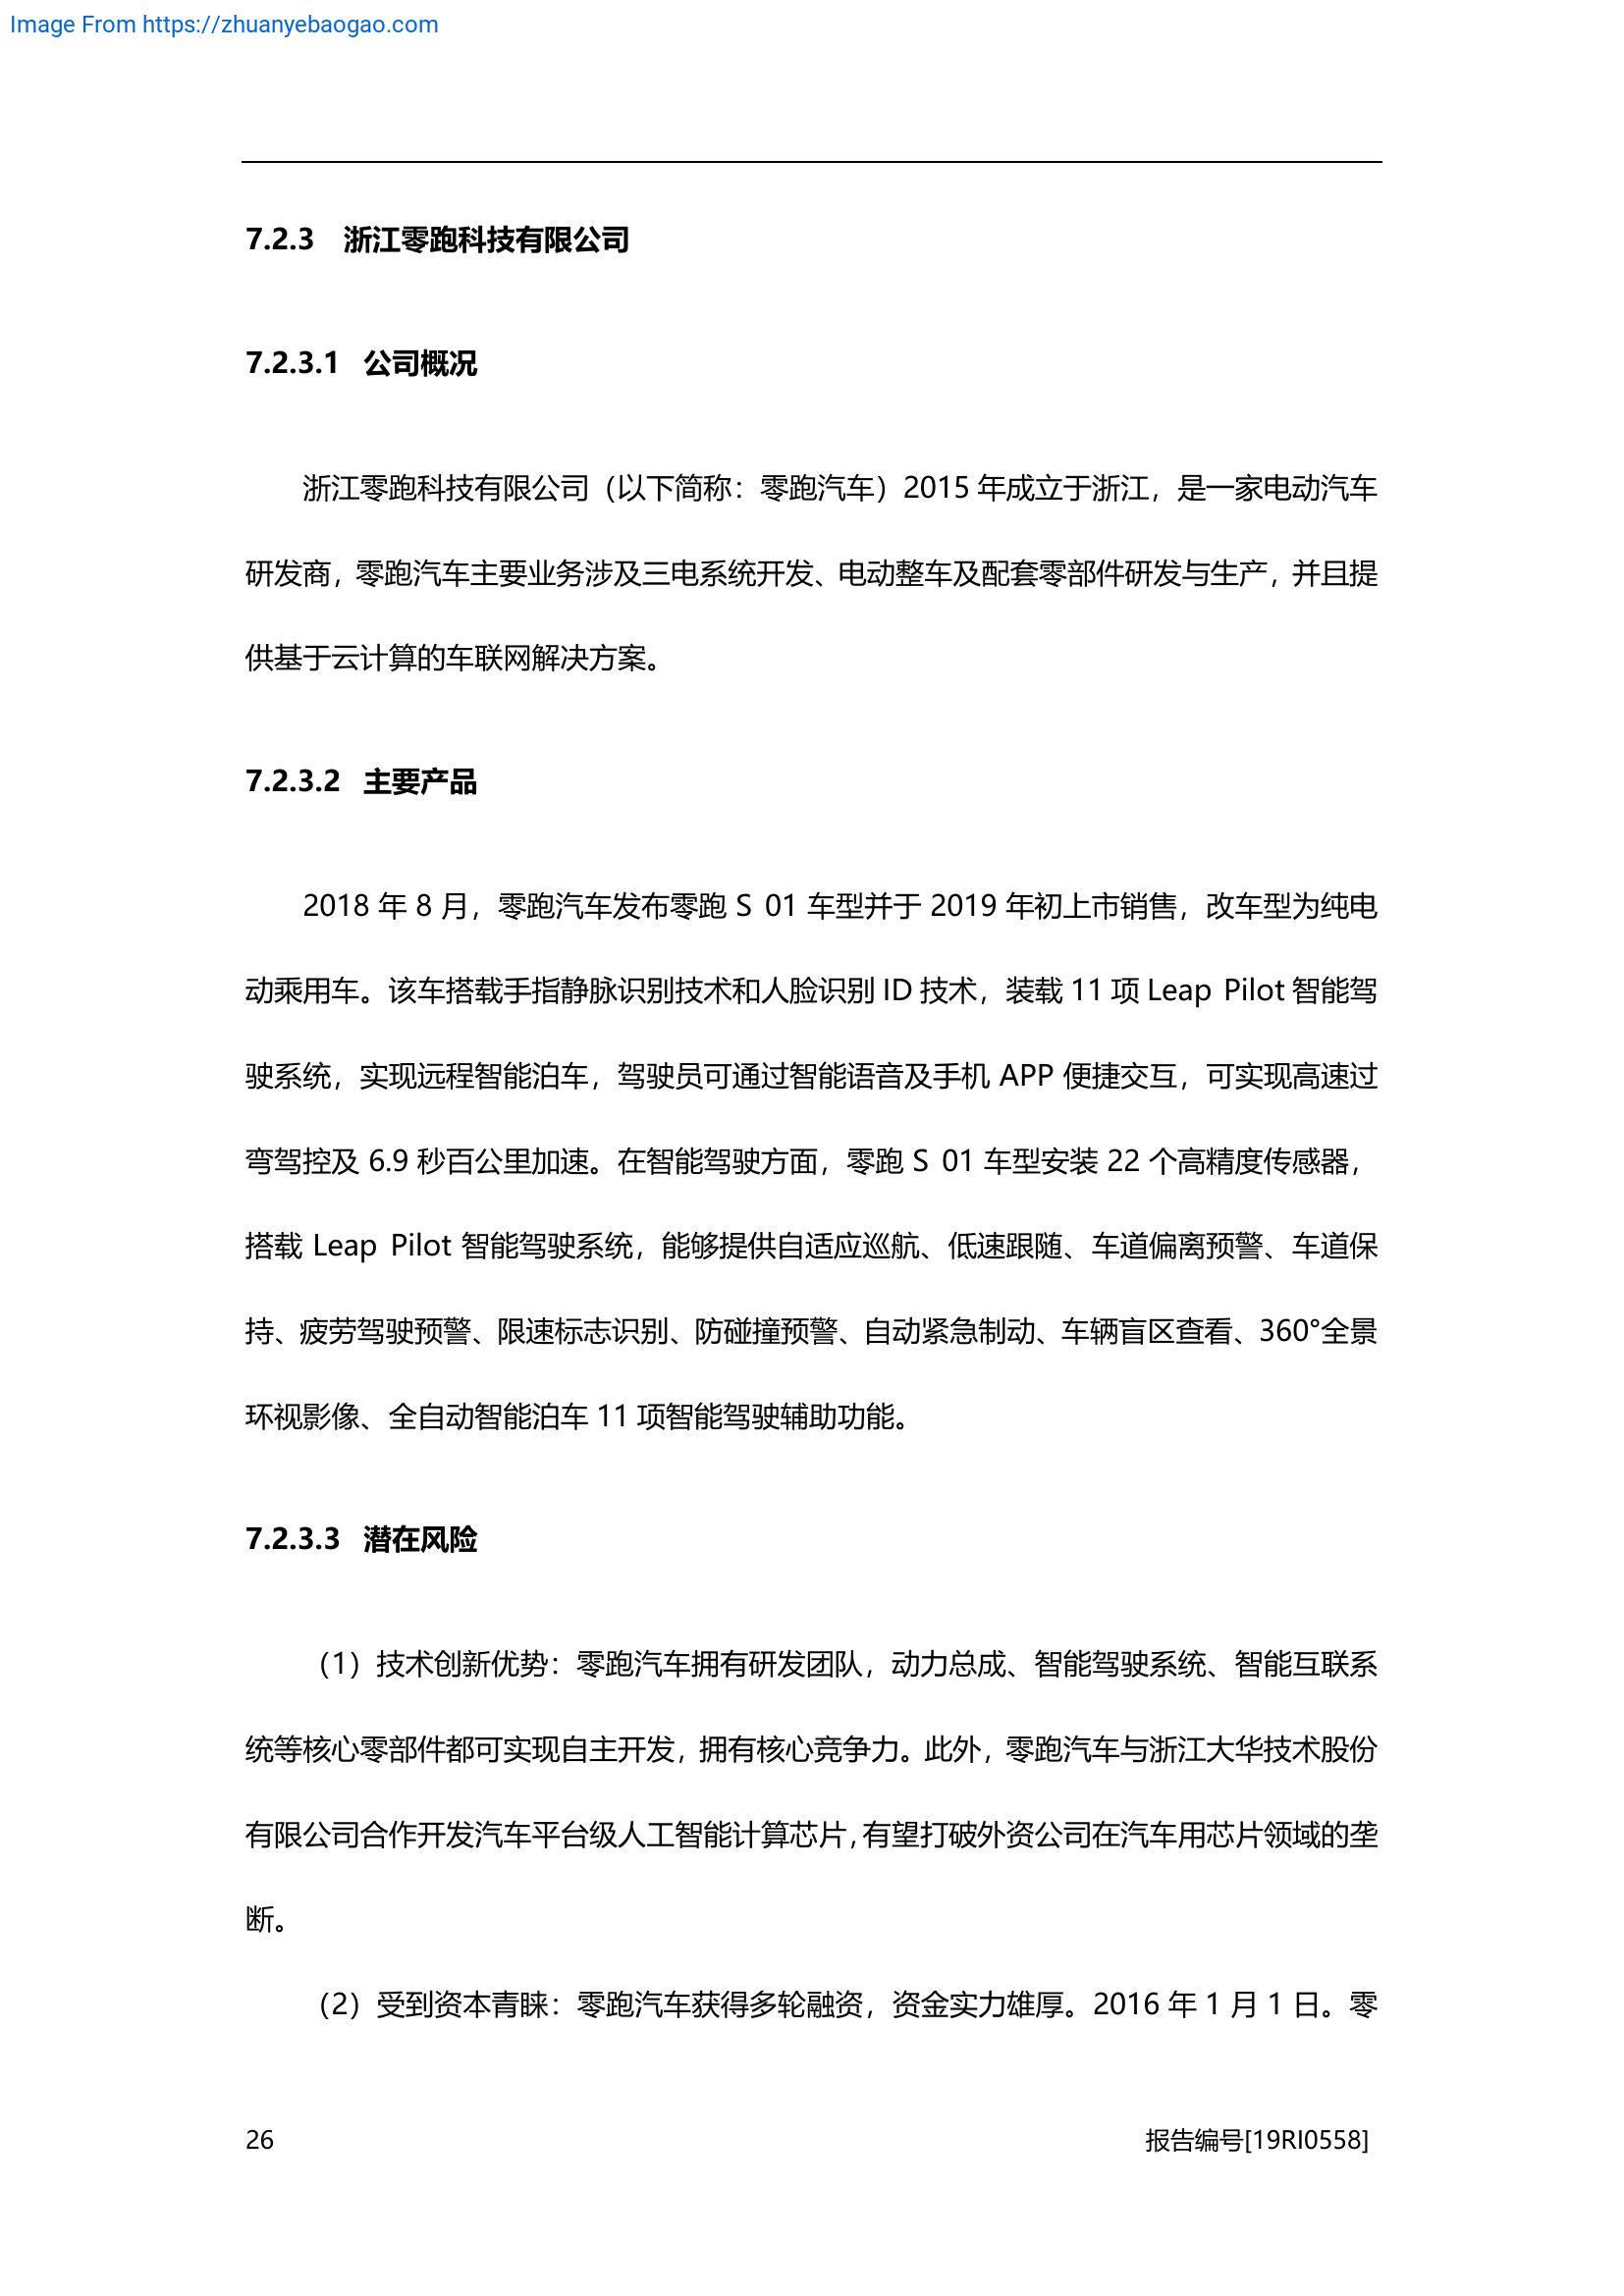 Image From https://zhuanyebaogao.com
7.2.3 浙江零跑科技有限公司
7.2.3.1 公司概况
浙江零跑科技有限公司（以下简称：零跑汽车）2015 年成立于浙江，是一家电动汽车
研发商，零跑汽车主要业务涉及三电系统开发、电动整车及配套零部件研发与生产，并且提
供基于云计算的车联网解决方案。
7.2.3.2 主要产品
2018 年 8 月，零跑汽车发布零跑 S 01 车型并于 2019 年初上市销售，改车型为纯电
动乘用车。该车搭载手指静脉识别技术和人脸识别 ID 技术，装载 11 项 Leap Pilot 智能驾
驶系统，实现远程智能泊车，驾驶员可通过智能语音及手机 APP 便捷交互，可实现高速过
弯驾控及 6.9 秒百公里加速。在智能驾驶方面，零跑 S 01 车型安装 22 个高精度传感器，
搭载 Leap Pilot 智能驾驶系统，能够提供自适应巡航、低速跟随、车道偏离预警、车道保
持、疲劳驾驶预警、限速标志识别、防碰撞预警、自动紧急制动、车辆盲区查看、360°全景
环视影像、全自动智能泊车 11 项智能驾驶辅助功能。
7.2.3.3 潜在风险
（1）技术创新优势：零跑汽车拥有研发团队，动力总成、智能驾驶系统、智能互联系
统等核心零部件都可实现自主开发，拥有核心竞争力。此外，零跑汽车与浙江大华技术股份
有限公司合作开发汽车平台级人工智能计算芯片，有望打破外资公司在汽车用芯片领域的垄
断。
（2）受到资本青睐：零跑汽车获得多轮融资，资金实力雄厚。2016 年 1 月 1 日。零
26 报告编号[19RI0558]